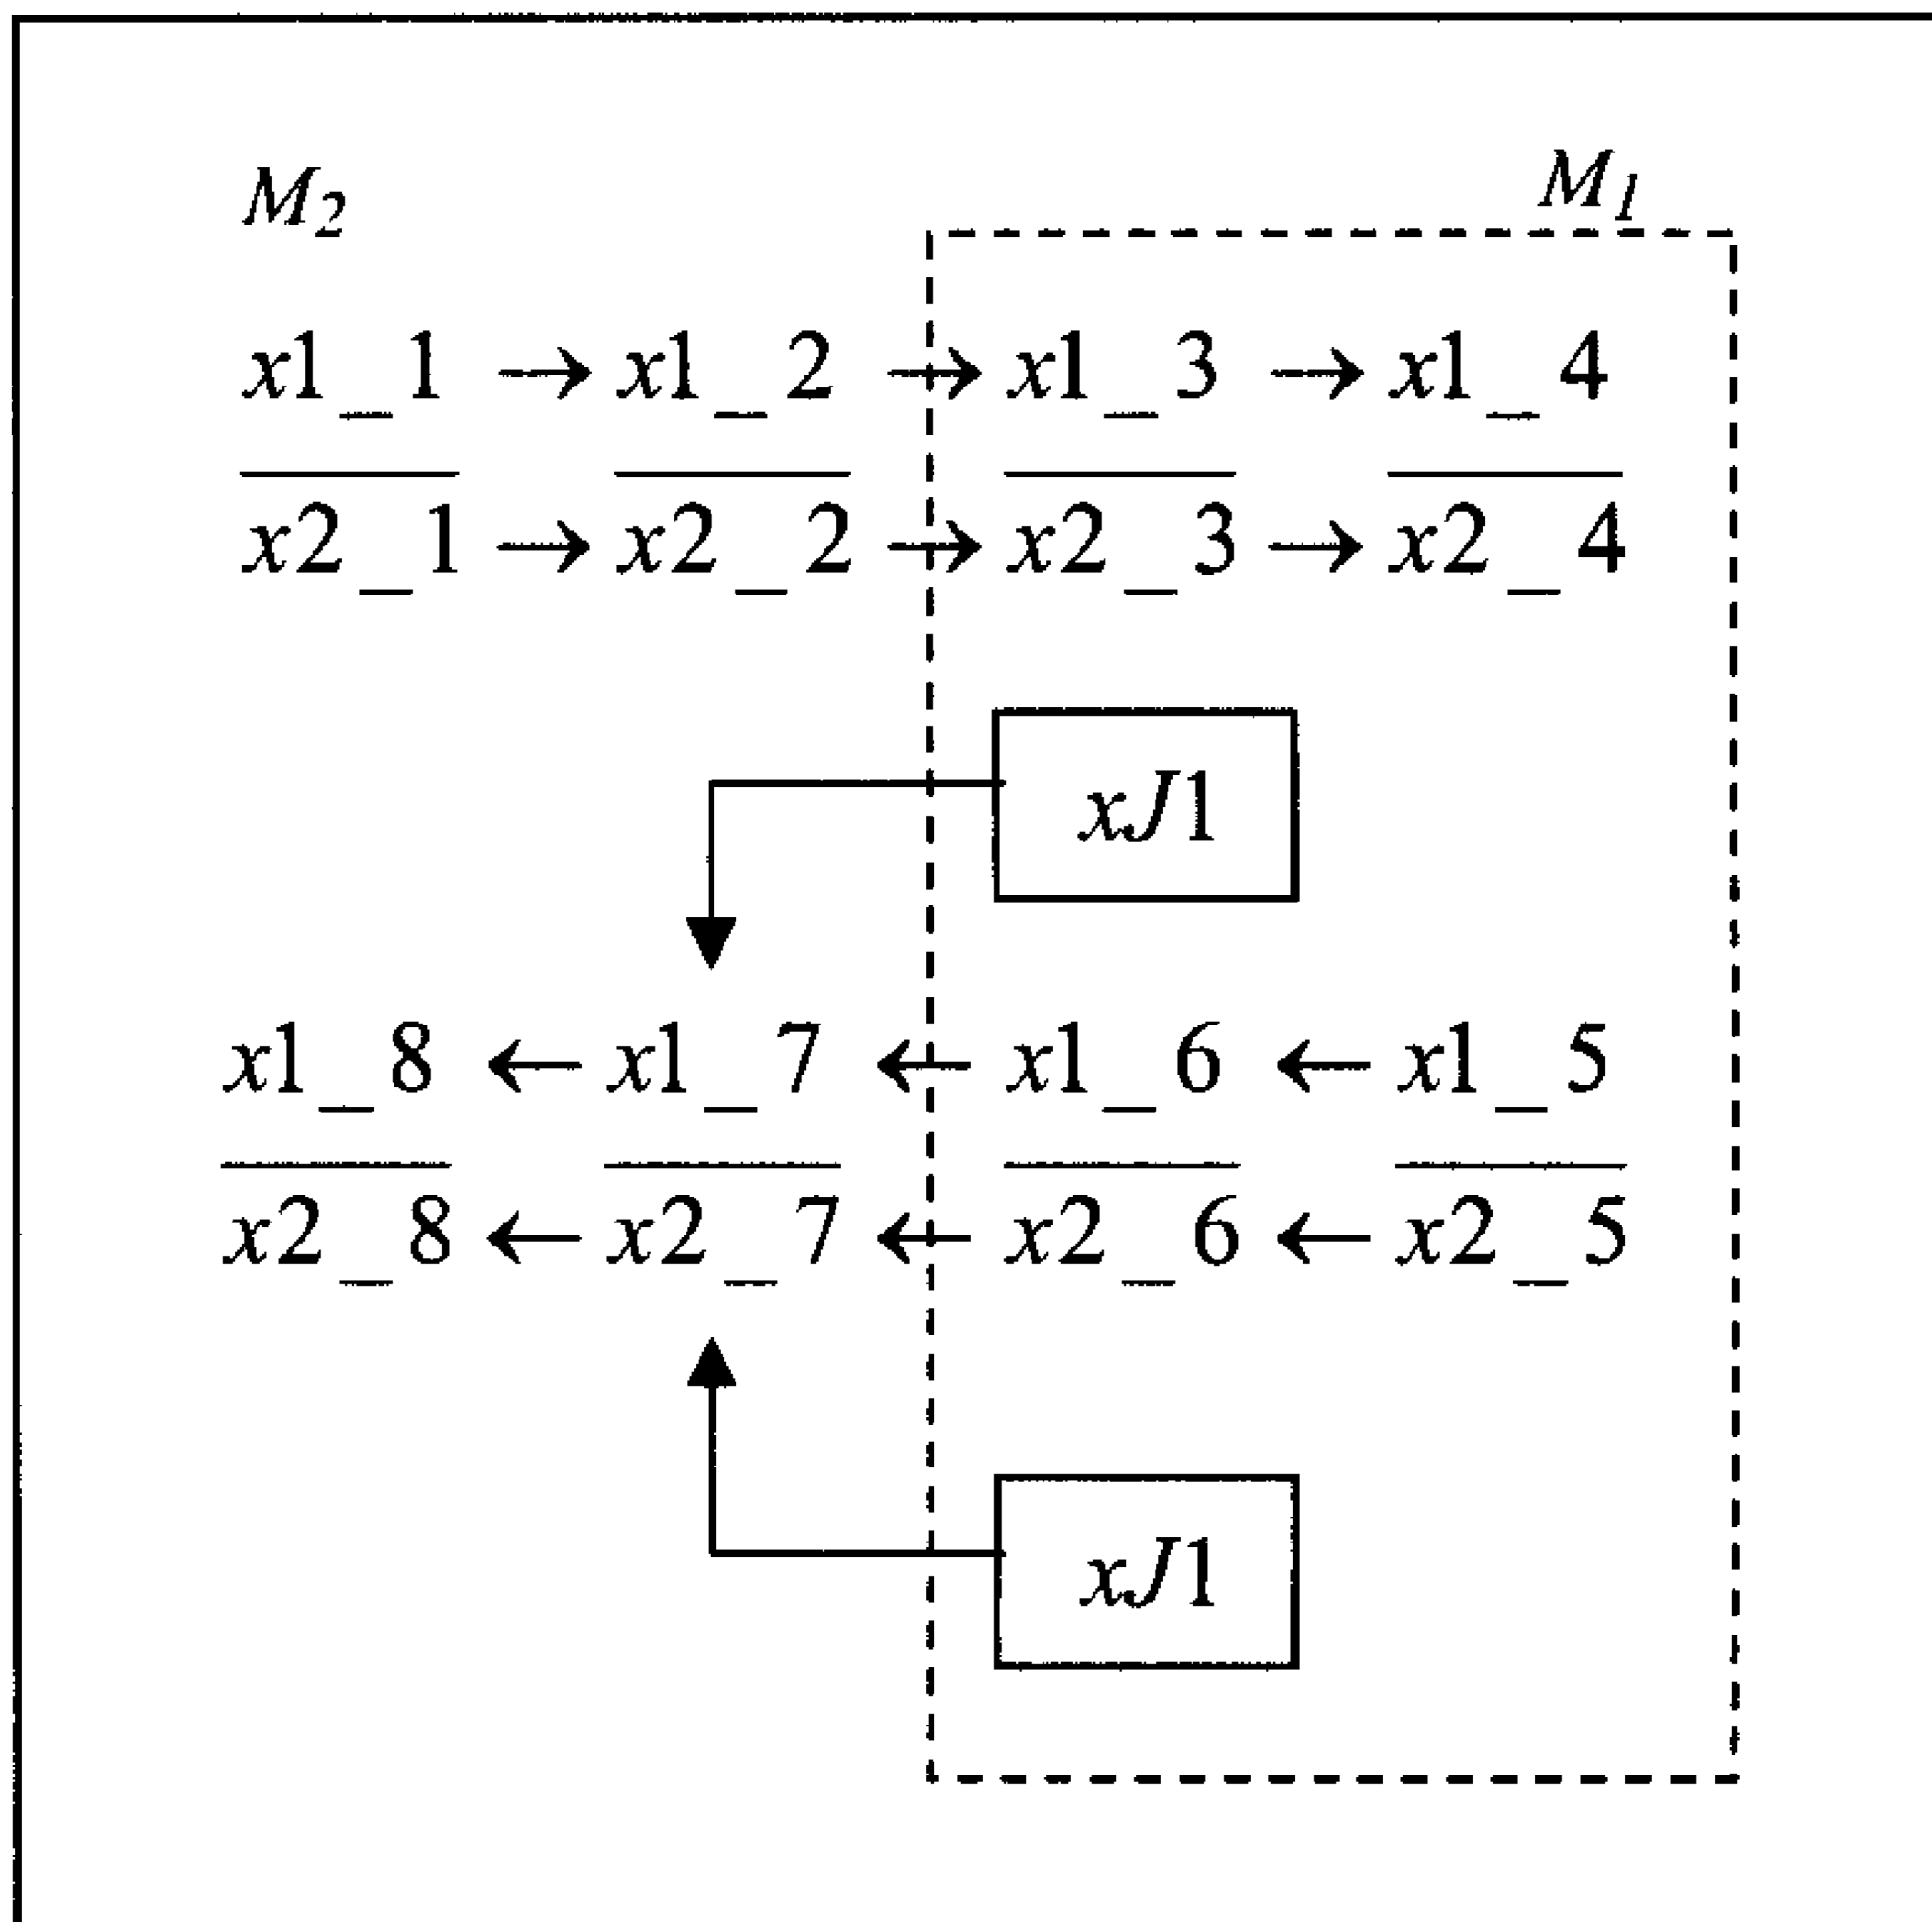 M₂ M₁
x1_1 → x1_2 → x1_3 → x1_4
x2_1 → x2_2 → x2_3 → x2_4
xJ1
x1_8 ← x1_7 ← x1_6 ← x1_5
x2_8 ← x2_7 ← x2_6 ← x2_5
xJ1